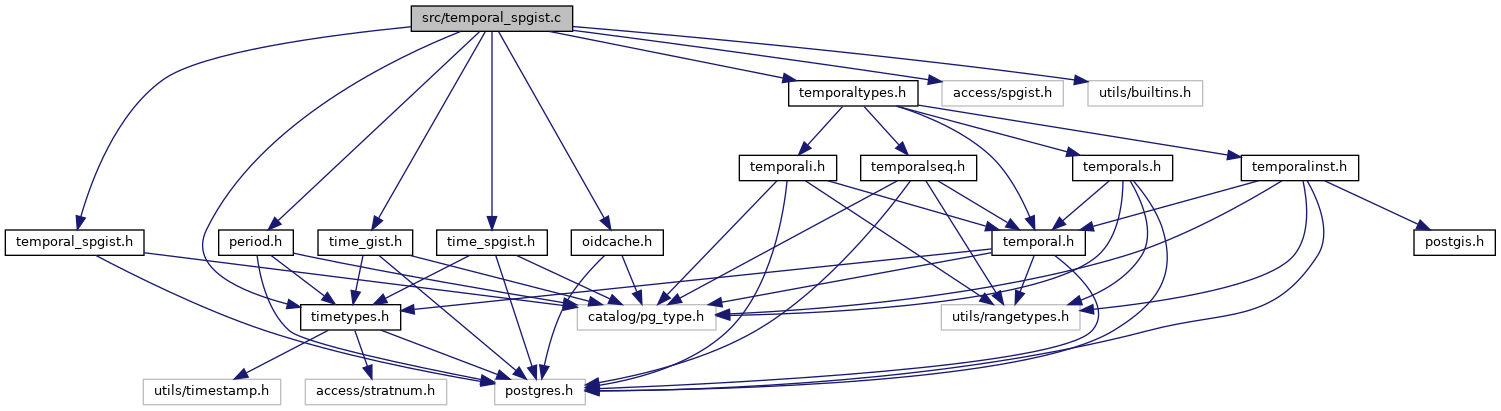 src/temporal_spgist.c
temporaltypes.h
access/spgist.h
utils/builtins.h
temporali.h
temporalseq.h
temporals.h
temporalinst.h
temporal_spgist.h
period.h
time_gist.h
time_spgist.h
oidcache.h
temporal.h
postgis.h
timetypes.h
catalog/pg_type.h
utils/rangetypes.h
utils/timestamp.h
access/stratnum.h
postgres.h